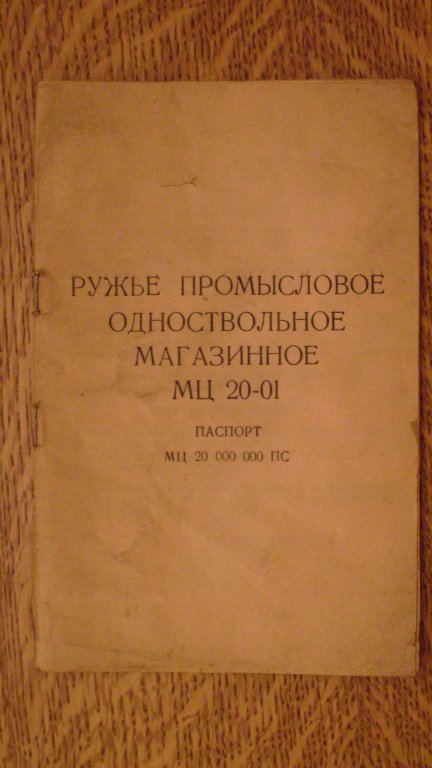 РУЖЬЕ ПРОМЫСЛОВОЕ
ОДНОСТВОЛЬНОЕ
МАГАЗИННОЕ
МЦ 20-01
ПАСПОРТ
МЦ 20 000 000 ПС